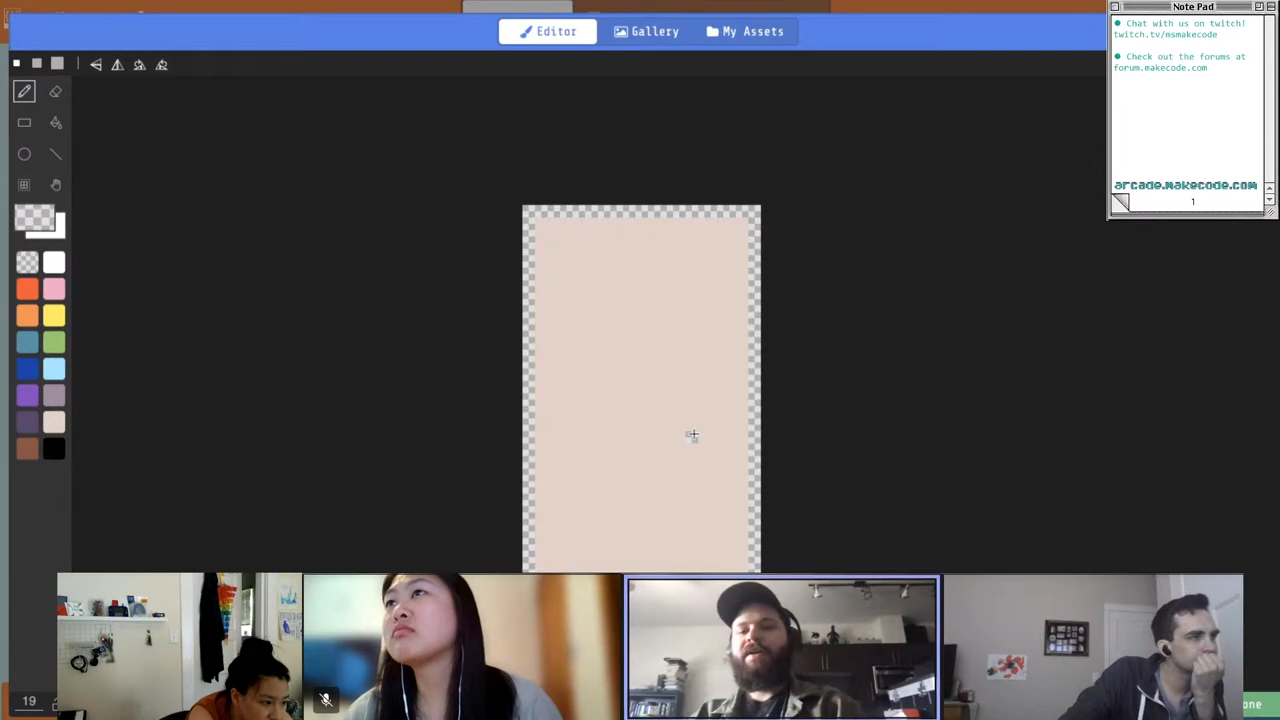 Editor
Gallery
My Assets
Note Pad
● Chat with us on twitch!
twitch.tv/msmakecode
● Check out the forums at
forum.makecode.com
arcade.makecode.com
1
19
one